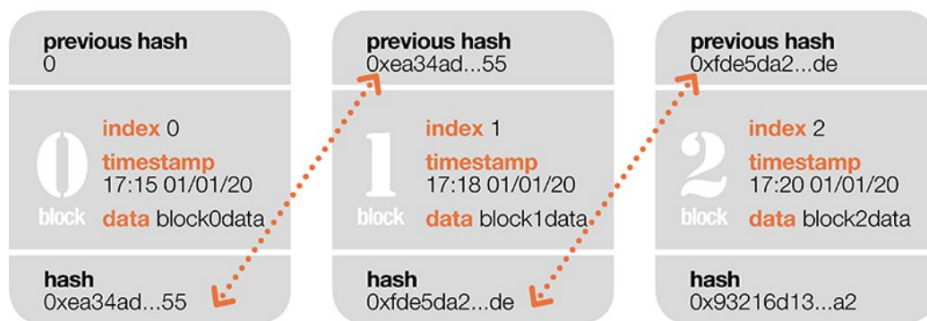 previous hash
0
index 0
timestamp
17:15 01/01/20
data block0data
0
block
hash
0xea34ad...55
previous hash
0xea34ad...55
index 1
timestamp
17:18 01/01/20
data block1data
1
block
hash
0xfde5da2...de
previous hash
0xfde5da2...de
index 2
timestamp
17:20 01/01/20
data block2data
2
block
hash
0x93216d13...a2